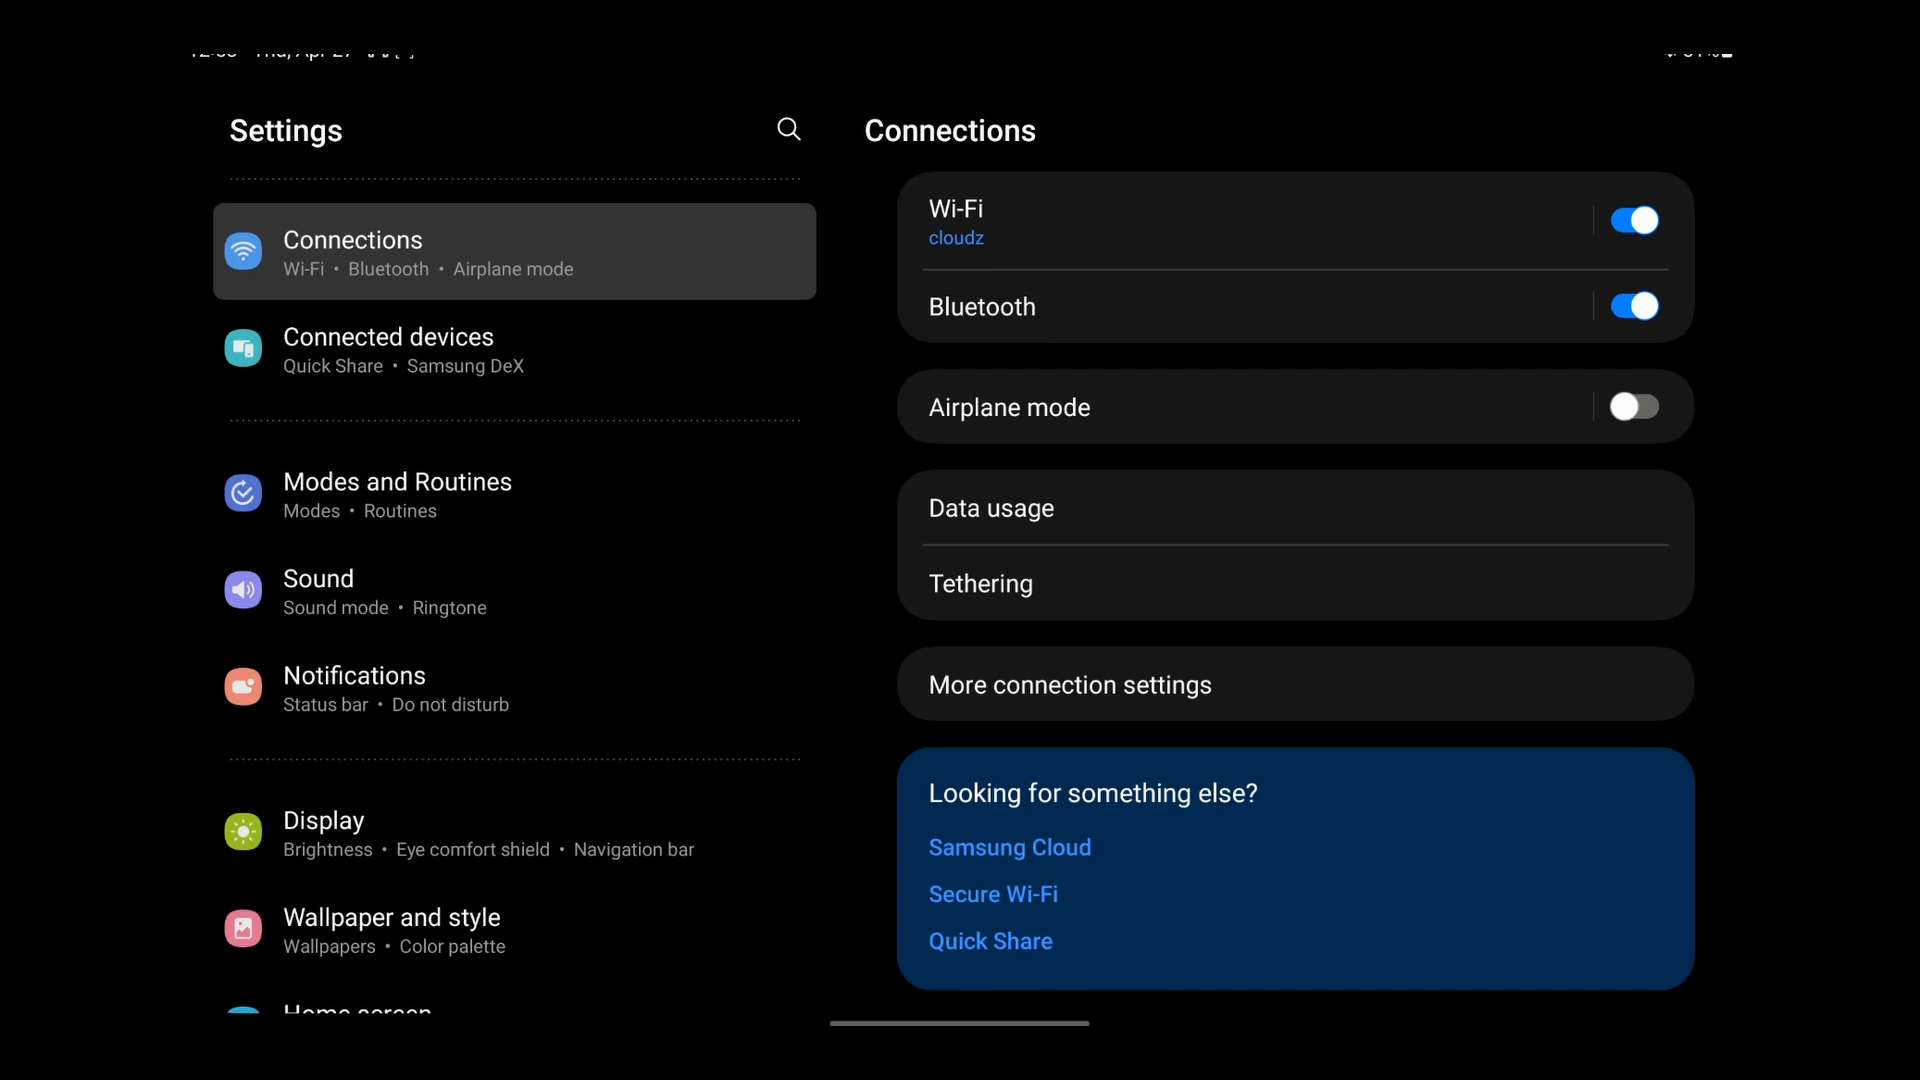 Settings
Connections
Wi-Fi • Bluetooth • Airplane mode
Connected devices
Quick Share • Samsung DeX
Modes and Routines
Modes • Routines
Sound
Sound mode • Ringtone
Notifications
Status bar • Do not disturb
Display
Brightness • Eye comfort shield • Navigation bar
Wallpaper and style
Wallpapers • Color palette
Home screen
Connections
Wi-Fi
cloudz
Bluetooth
Airplane mode
Data usage
Tethering
More connection settings
Looking for something else?
Samsung Cloud
Secure Wi-Fi
Quick Share